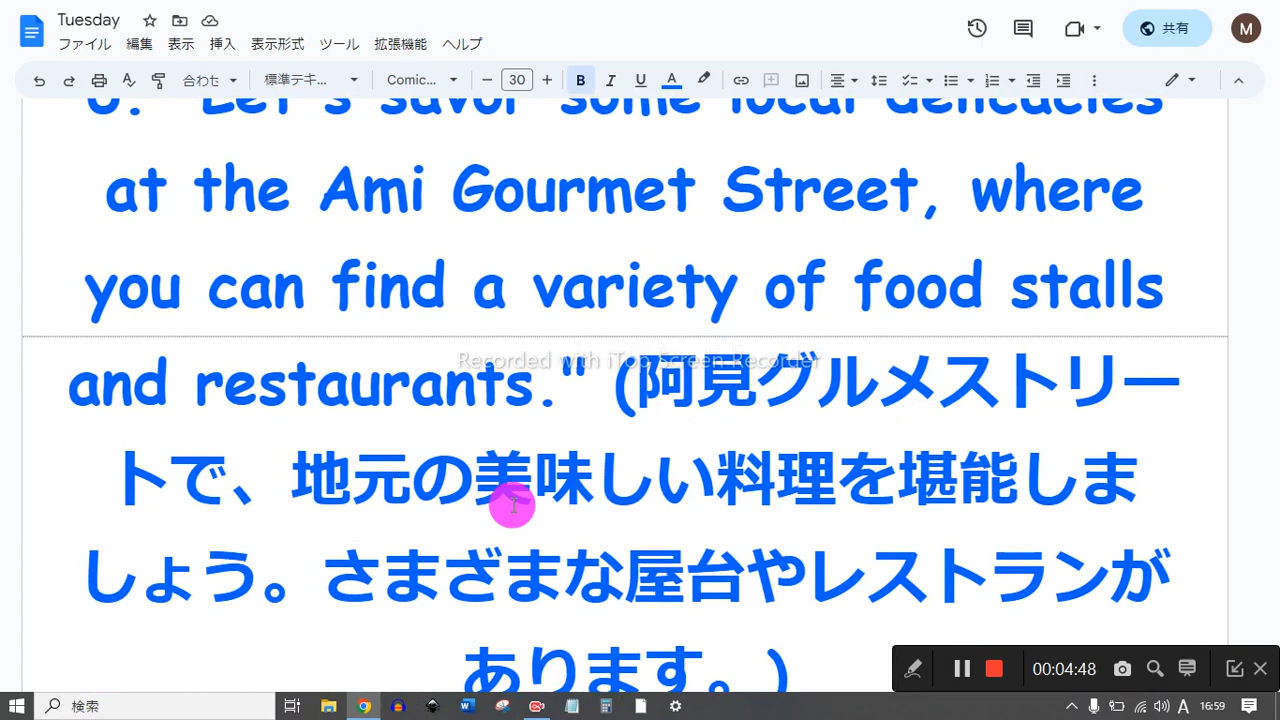 Tuesday
ファイル 編集 表示 挿入 表示形式 ツール 拡張機能 ヘルプ
共有
M
合わせ 標準テキ... Comic... 30 B I U A
"Let's savor some local delicacies
at the Ami Gourmet Street, where
you can find a variety of food stalls
and restaurants." (阿見グルメストリー
Recorded with iTop Screen Recorder
トで、地元の美味しい料理を堪能しま
しょう。さまざまな屋台やレストランが
あります。)
00:04:48
検索
A 16:59